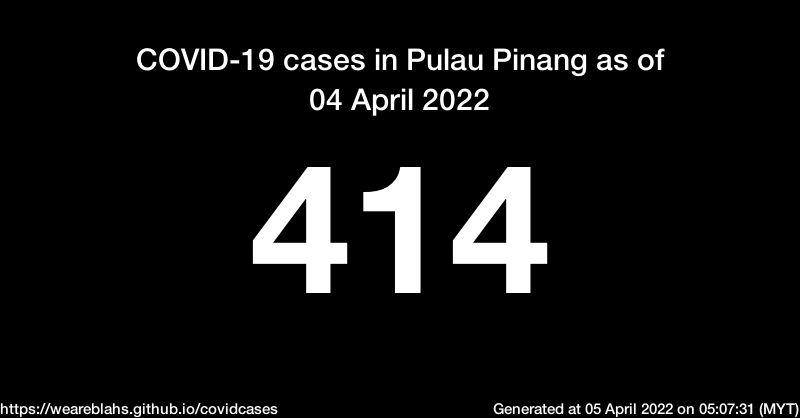 COVID-19 cases in Pulau Pinang as of
04 April 2022
414
https://weareblahs.github.io/covidcases
Generated at 05 April 2022 on 05:07:31 (MYT)